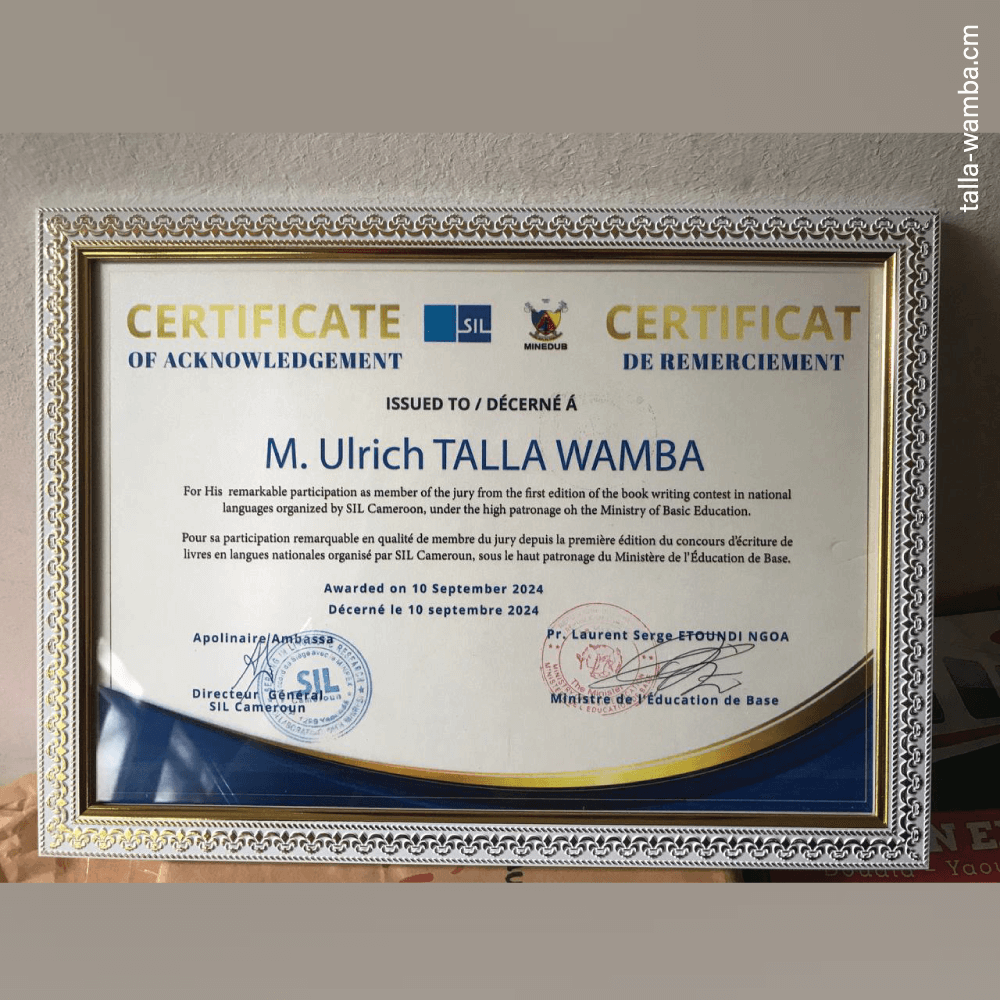 talla-wamba.cm
CERTIFICATE
OF ACKNOWLEDGEMENT
SIL
MINEDUB
CERTIFICAT
DE REMERCIEMENT
ISSUED TO / DÉCERNÉ Á
M. Ulrich TALLA WAMBA
For His remarkable participation as member of the jury from the first edition of the book writing contest in national
languages organized by SIL Cameroon, under the high patronage oh the Ministry of Basic Education.
Pour sa participation remarquable en qualité de membre du jury depuis la première édition du concours d'écriture de
livres en langues nationales organisé par SIL Cameroun, sous le haut patronage du Ministère de l'Éducation de Base.
Awarded on 10 September 2024
Décerné le 10 septembre 2024
Apolinaire Ambassa
Directeur Général
SIL Cameroun
SIL
Cameroun
Pr. Laurent Serge ETOUNDI NGOA
The Minister
Ministre de l'Éducation de Base
Yaou